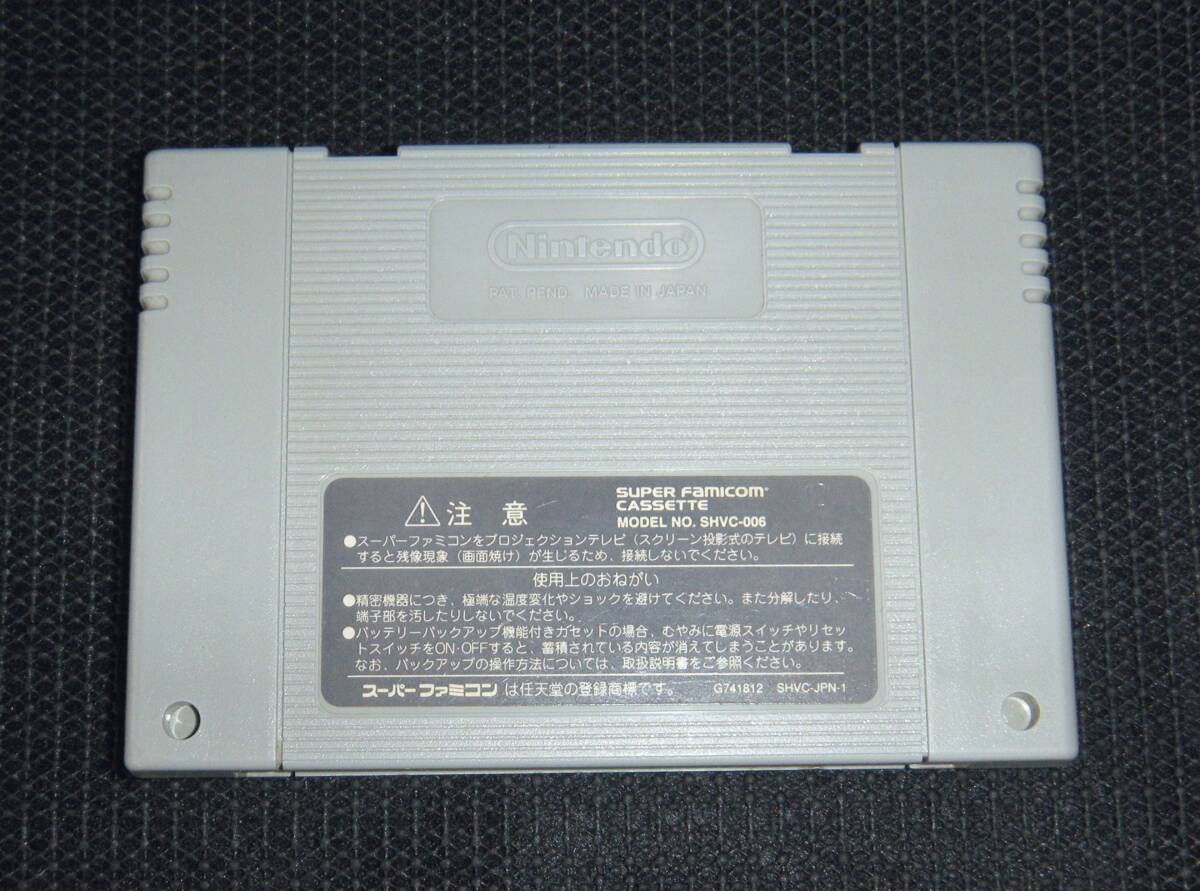 Nintendo®
PAT. PEND. MADE IN JAPAN
⚠注 意
SUPER FAMICOM
CASSETTE
MODEL NO. SHVC-006
●スーパーファミコンをプロジェクションテレビ（スクリーン投影式のテレビ）に接続
すると残像現象（画面焼け）が生じるため、接続しないでください。
使用上のおねがい
●精密機器につき、極端な温度変化やショックを避けてください。また分解したり、
端子部を汚したりしないでください。
●バッテリーバックアップ機能付きカセットの場合、むやみに電源スイッチやリセッ
トスイッチをON・OFFすると、蓄積されている内容が消えてしまうことがあります。
なお、バックアップの操作方法については、取扱説明書をご参照ください。
スーパーファミコン は任天堂の登録商標です。 G741812 SHVC-JPN-1